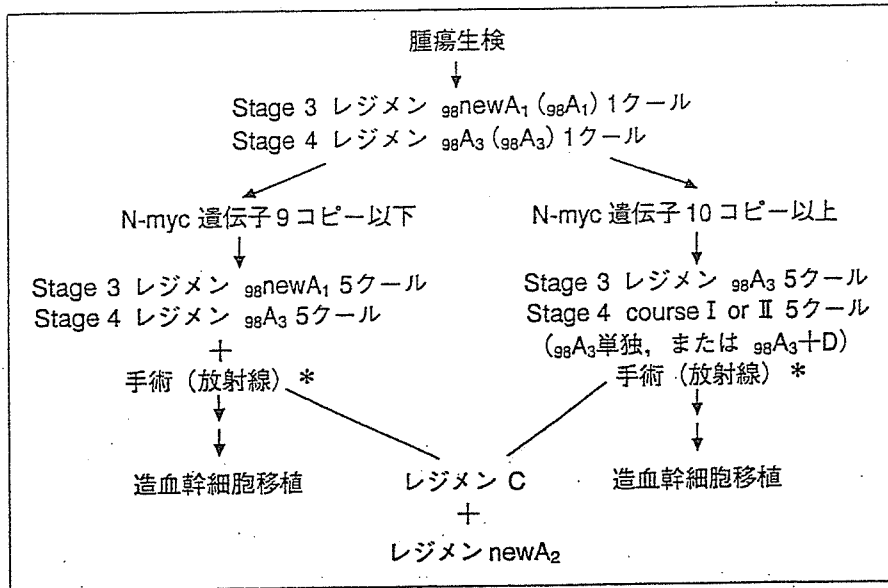 腫瘍生検
Stage 3 レジメン ₉₈newA₁ (₉₈A₁) 1クール
Stage 4 レジメン ₉₈A₃ (₉₈A₃) 1クール
N-myc 遺伝子 9 コピー以下
Stage 3 レジメン ₉₈newA₁ 5クール
Stage 4 レジメン ₉₈A₃ 5クール
+
手術（放射線）*
造血幹細胞移植
N-myc 遺伝子 10 コピー以上
Stage 3 レジメン ₉₈A₃ 5クール
Stage 4 course I or II 5クール
(₉₈A₃単独，または ₉₈A₃+D)
手術（放射線）*
造血幹細胞移植
レジメン C
+
レジメン newA₂